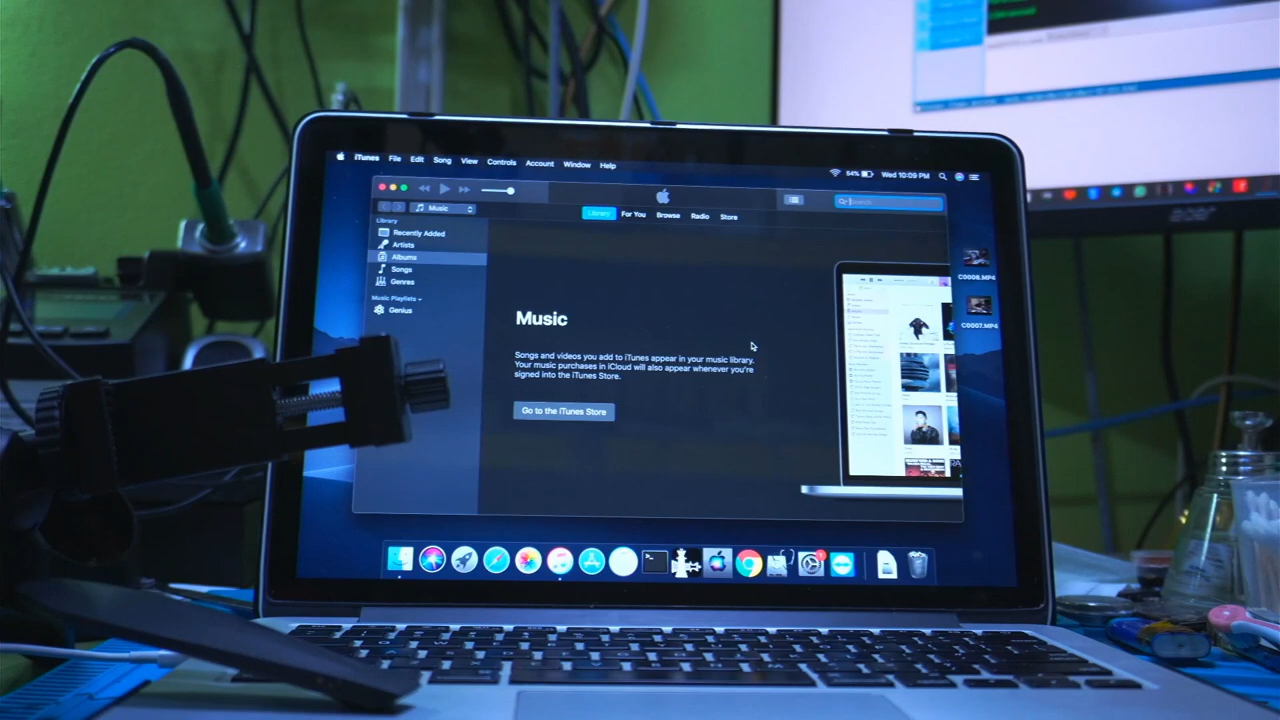 iTunes File Edit Song View Controls Account Window Help
54% Wed 10:09 PM
Music
Search
Library For You Browse Radio Store
Library
Recently Added
Artists
Albums
Songs
Genres
Music Playlists
Genius
Music
Songs and videos you add to iTunes appear in your music library.
Your music purchases in iCloud will also appear whenever you're
signed into the iTunes Store.
Go to the iTunes Store
C0008.MP4
C0007.MP4
acer